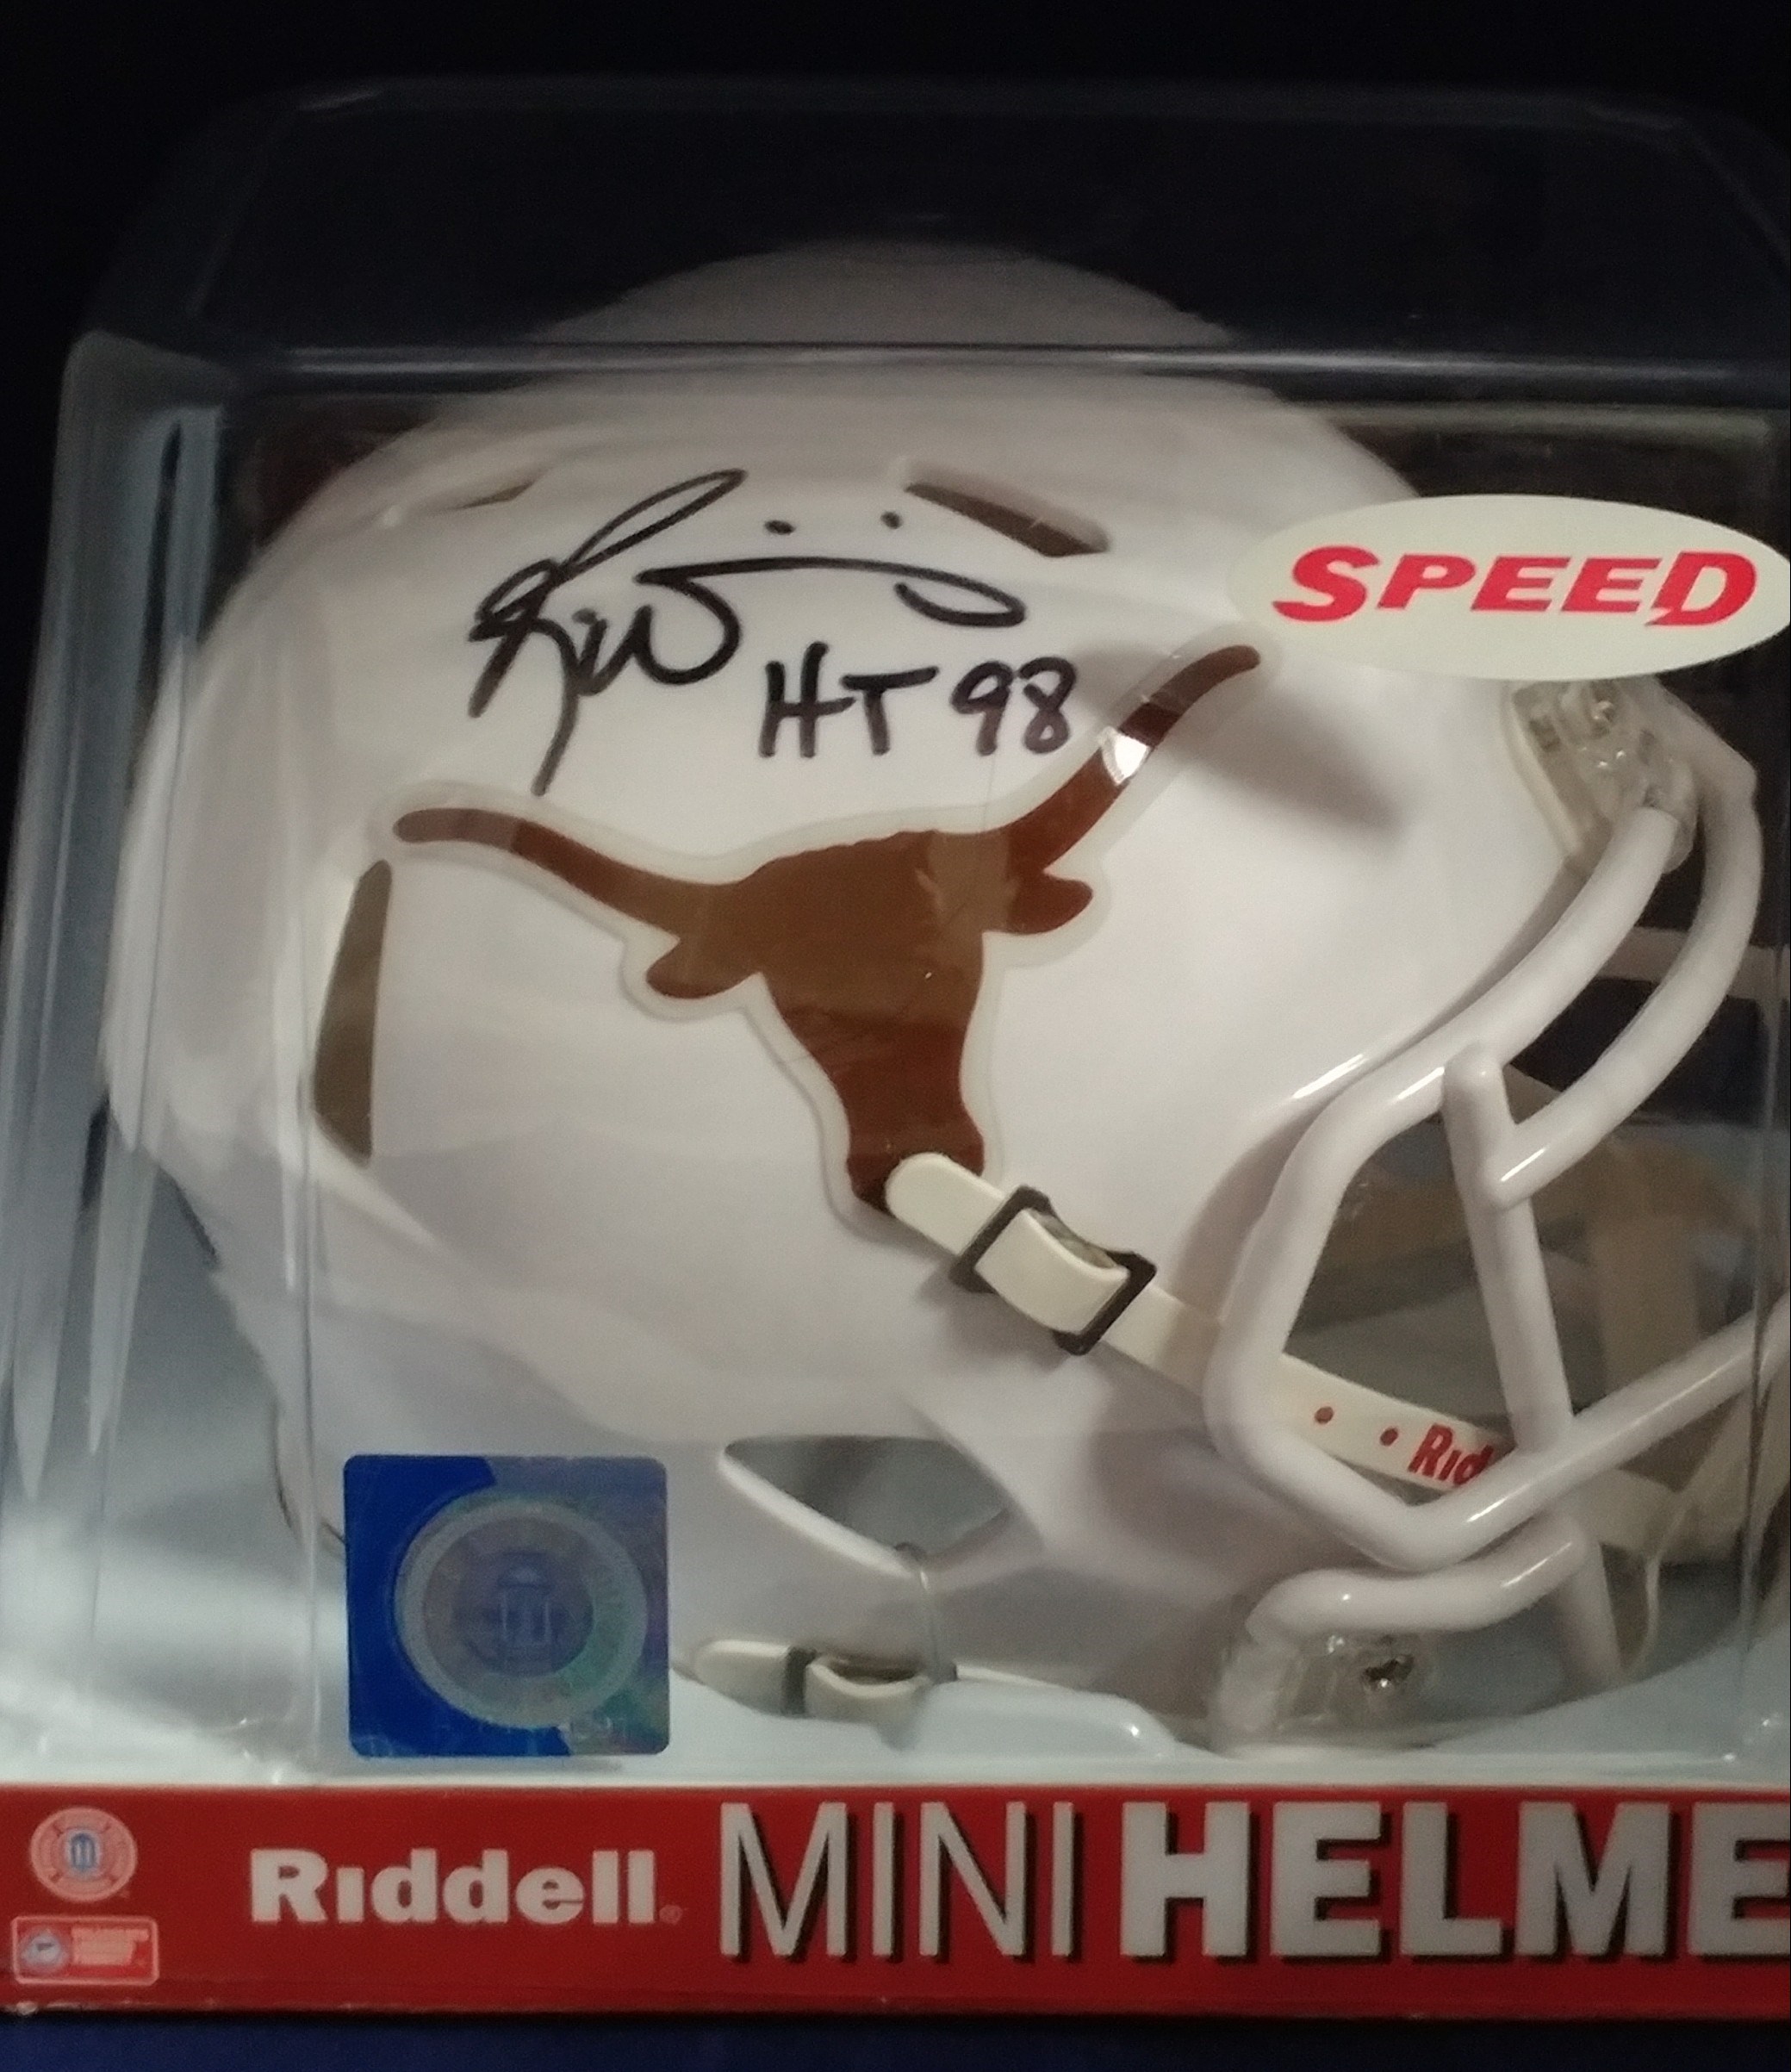 HT 98
SPEED
Rid
Riddell
MINI HELME